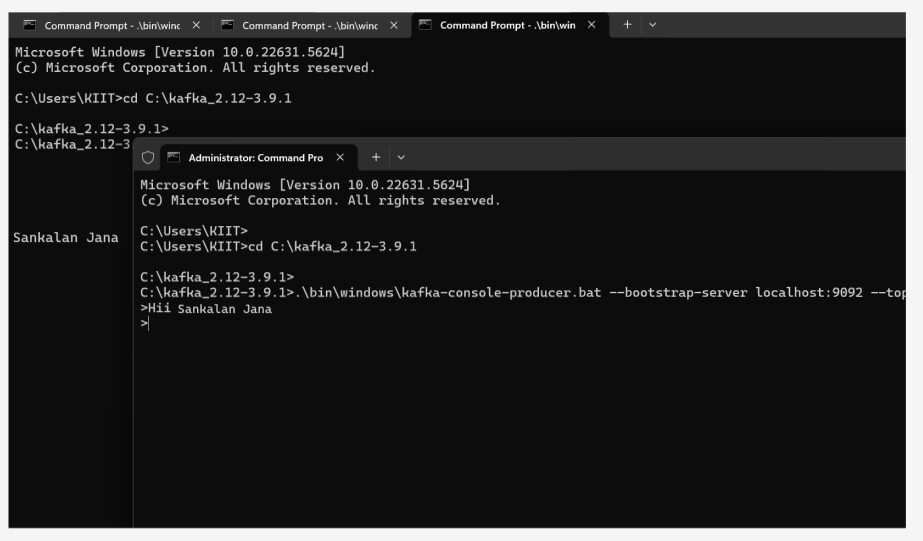 Command Prompt - .\bin\winc Command Prompt - .\bin\winc Command Prompt - .\bin\win
Microsoft Windows [Version 10.0.22631.5624]
(c) Microsoft Corporation. All rights reserved.
C:\Users\KIIT>cd C:\kafka_2.12-3.9.1
C:\kafka_2.12-3.9.1>
C:\kafka_2.12-3
Sankalan Jana
Administrator: Command Pro
Microsoft Windows [Version 10.0.22631.5624]
(c) Microsoft Corporation. All rights reserved.
C:\Users\KIIT>
C:\Users\KIIT>cd C:\kafka_2.12-3.9.1
C:\kafka_2.12-3.9.1>
C:\kafka_2.12-3.9.1>.\bin\windows\kafka-console-producer.bat --bootstrap-server localhost:9092 --top
>Hii Sankalan Jana
>